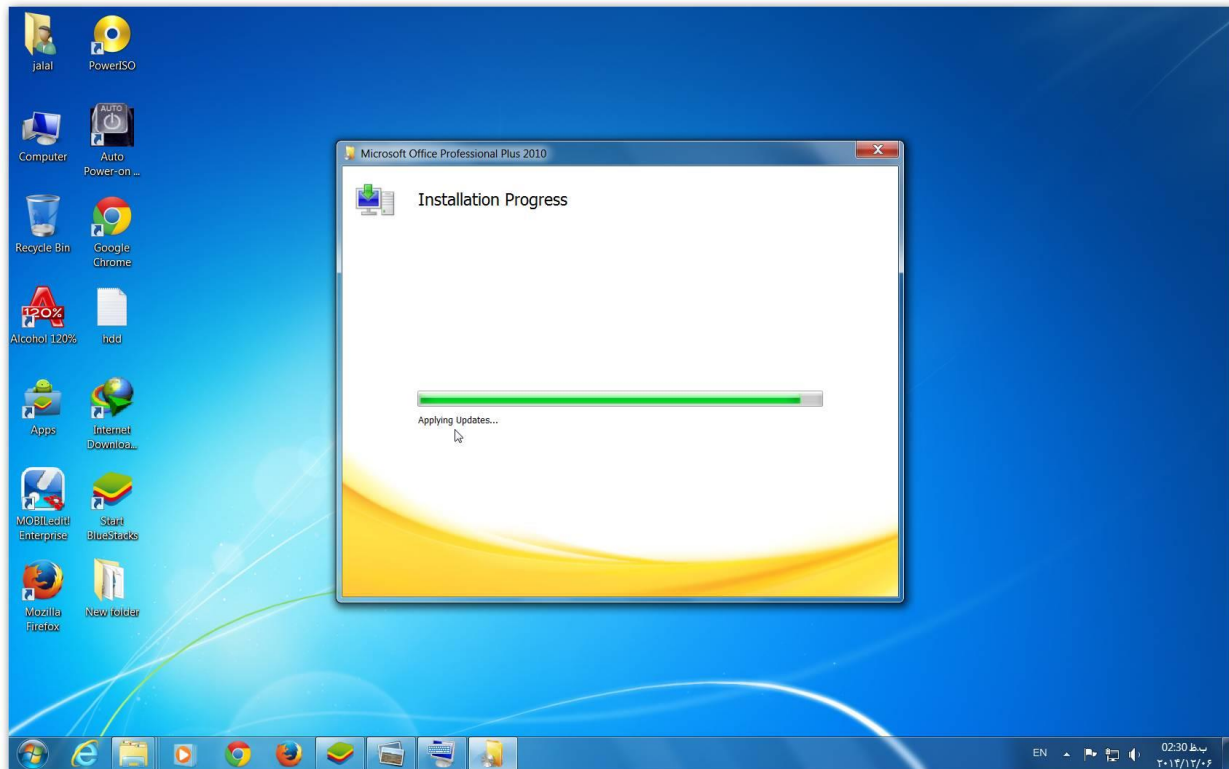 jalal
PowerISO
Computer
AUTO
Auto
Power-on ...
Recycle Bin
Google
Chrome
120%
Alcohol 120%
hdd
Apps
Internet
Downloa...
MOBILedit!
Enterprise
Start
BlueStacks
Mozilla
Firefox
New folder
Microsoft Office Professional Plus 2010
Installation Progress
Applying Updates...
EN
02:30 ب.ظ
۲۰۱۴/۱۲/۰۶